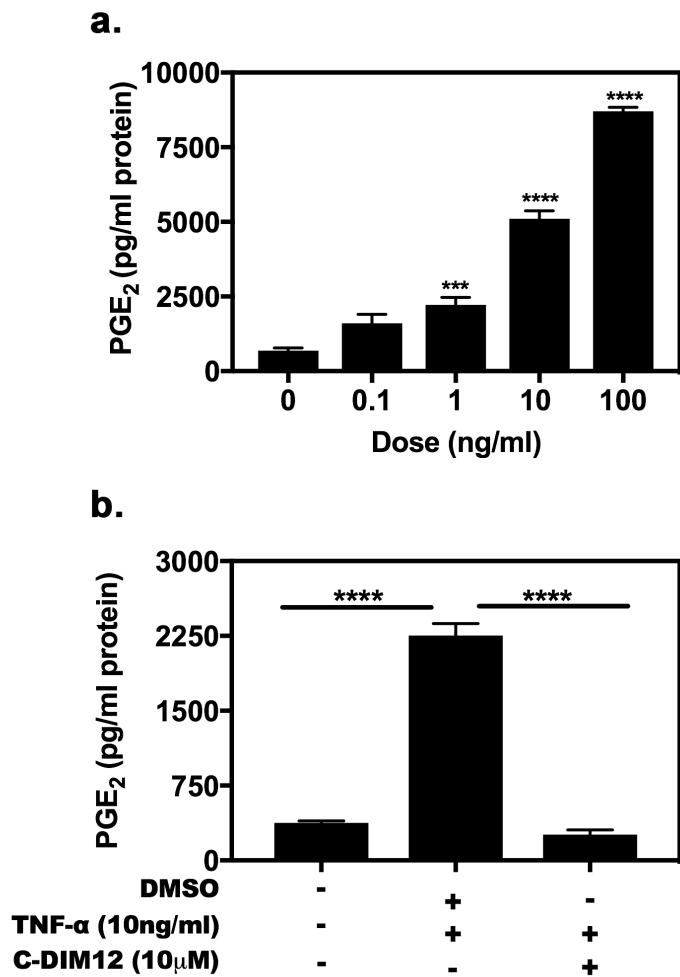 a.
PGE2 (pg/ml protein)
10000
7500
5000
2500
0
***
****
****
0 0.1 1 10 100
Dose (ng/ml)
b.
PGE2 (pg/ml protein)
3000
2250
1500
750
0
**** ****
DMSO - + -
TNF-α (10ng/ml) - + +
C-DIM12 (10μM) - - +